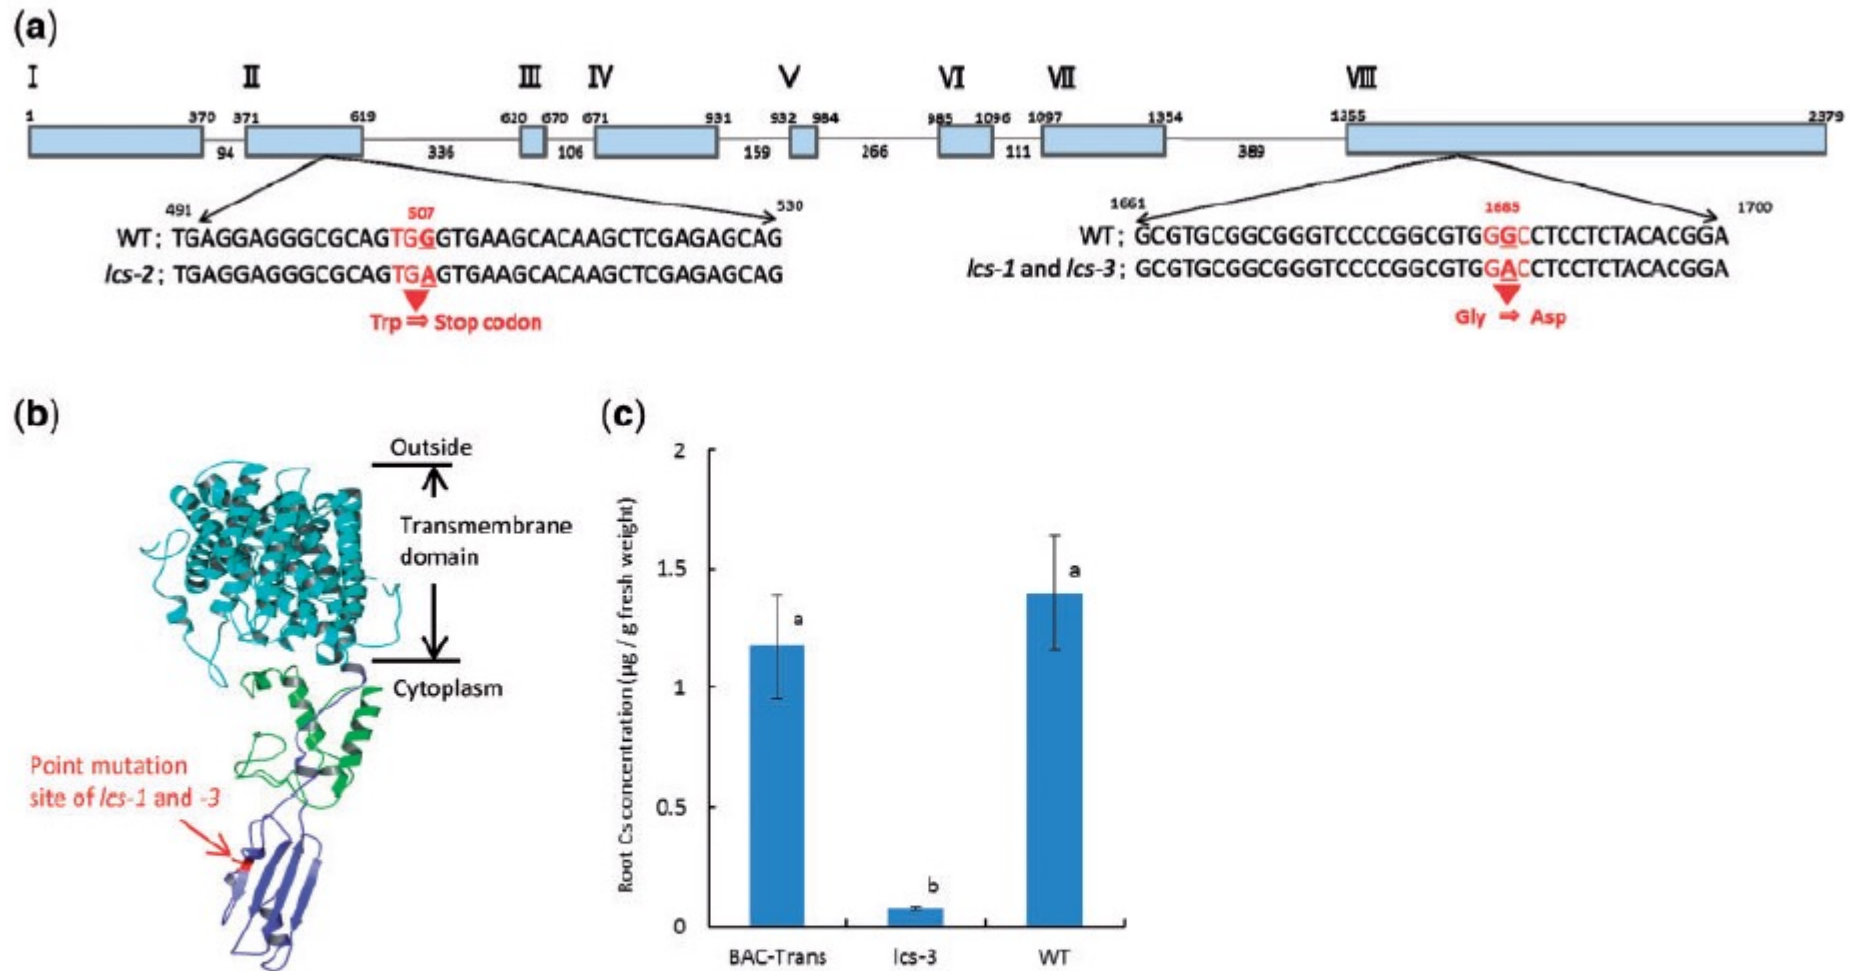 (a)
I II III IV V VI VII VIII
1 370 371 619 620 670 671 931 932 984 985 1096 1097 1354 1355 2379
94 336 106 159 266 111 389
491 507 530
WT; TGAGGAGGGCGCAGTGGGTGAAGCACAAGCTCGAGAGCAG
lcs-2; TGAGGAGGGCGCAGTGAGTGAAGCACAAGCTCGAGAGCAG
Trp ⇒ Stop codon
1661 1685 1700
WT; GCGTGCGGCGGGTCCCCGGCGTGGGCCTCCTCTACACGGA
lcs-1 and lcs-3; GCGTGCGGCGGGTCCCCGGCGTGGACCTCCTCTACACGGA
Gly ⇒ Asp
(b)
Outside
Transmembrane
domain
Cytoplasm
Point mutation
site of lcs-1 and -3
(c)
Root Cs concentration (μg / g fresh weight)
2
1.5
1
0.5
0
a
b
a
BAC-Trans lcs-3 WT